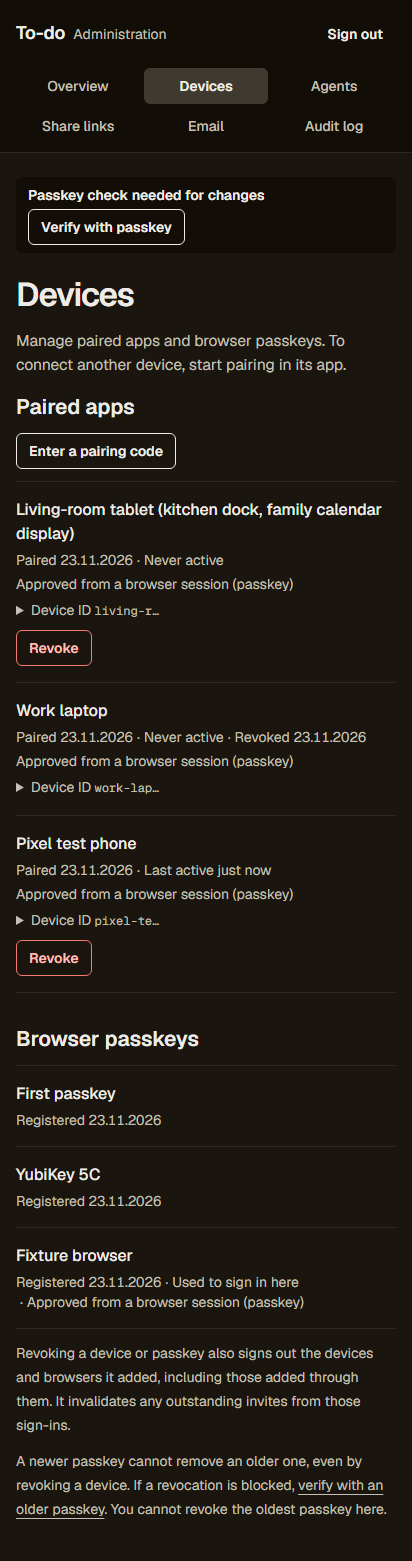 To-do Administration
Sign out
Overview
Devices
Agents
Share links
Email
Audit log
Passkey check needed for changes
Verify with passkey
Devices
Manage paired apps and browser passkeys. To
connect another device, start pairing in its app.
Paired apps
Enter a pairing code
Living-room tablet (kitchen dock, family calendar
display)
Paired 23.11.2026 · Never active
Approved from a browser session (passkey)
▶ Device ID living-r…
Revoke
Work laptop
Paired 23.11.2026 · Never active · Revoked 23.11.2026
Approved from a browser session (passkey)
▶ Device ID work-lap…
Pixel test phone
Paired 23.11.2026 · Last active just now
Approved from a browser session (passkey)
▶ Device ID pixel-te…
Revoke
Browser passkeys
First passkey
Registered 23.11.2026
YubiKey 5C
Registered 23.11.2026
Fixture browser
Registered 23.11.2026 · Used to sign in here
· Approved from a browser session (passkey)
Revoking a device or passkey also signs out the devices
and browsers it added, including those added through
them. It invalidates any outstanding invites from those
sign-ins.
A newer passkey cannot remove an older one, even by
revoking a device. If a revocation is blocked, verify with an
older passkey. You cannot revoke the oldest passkey here.